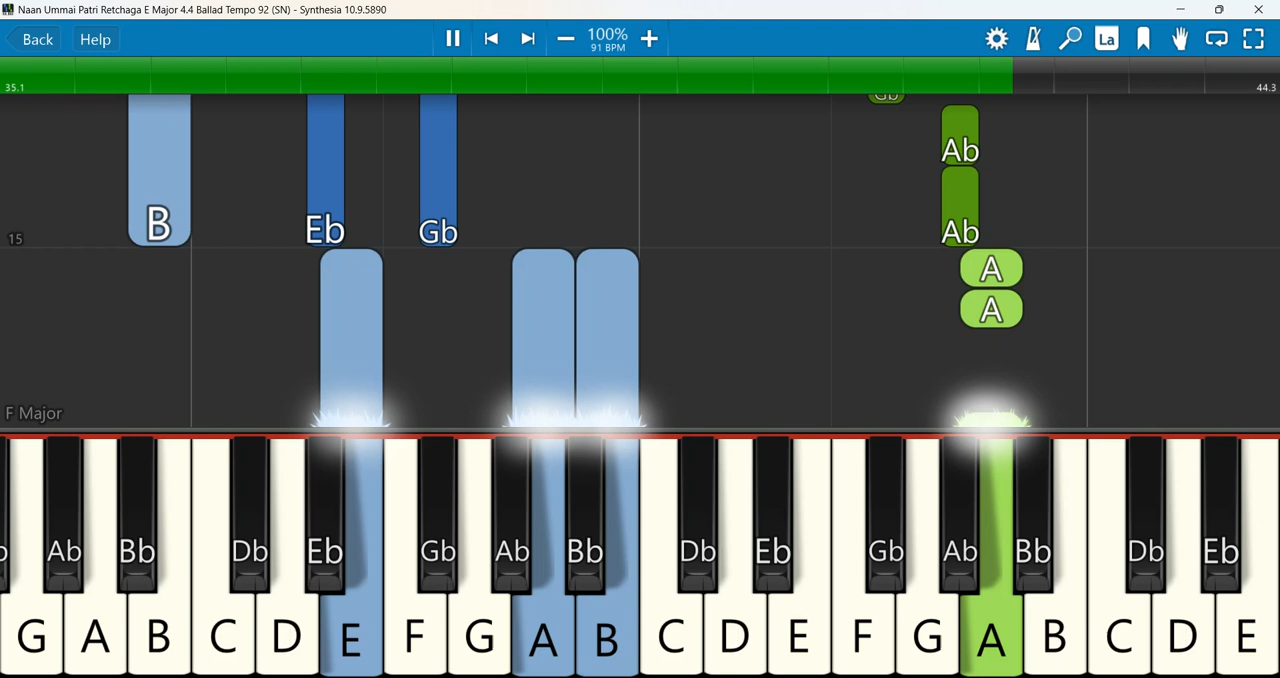 Naan Ummai Patri Retchaga E Major 4.4 Ballad Tempo 92 (SN) - Synthesia 10.9.5890
Back Help 100% La
91 BPM
35.1 44.3
Gb
Ab
B Eb Gb Ab
15
A
A
F Major
Ab Bb Db Eb Gb Ab Bb Db Eb Gb Ab Bb Db Eb
G A B C D E F G A B C D E F G A B C D E